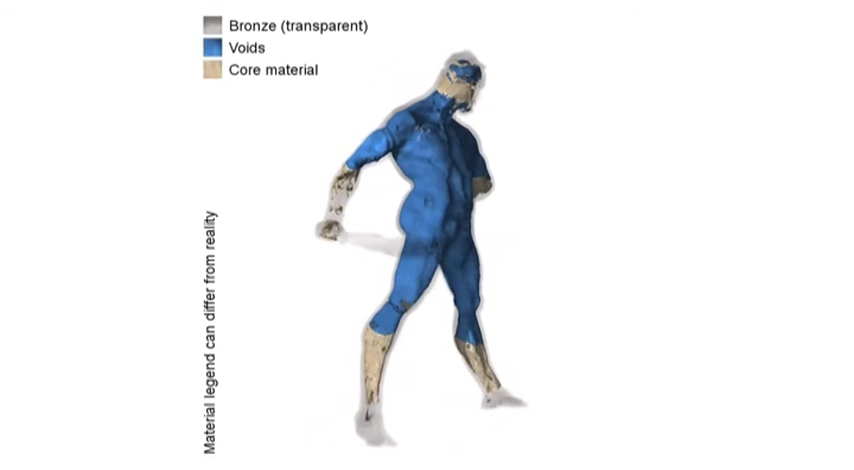 Bronze (transparent)
Voids
Core material
Material legend can differ from reality